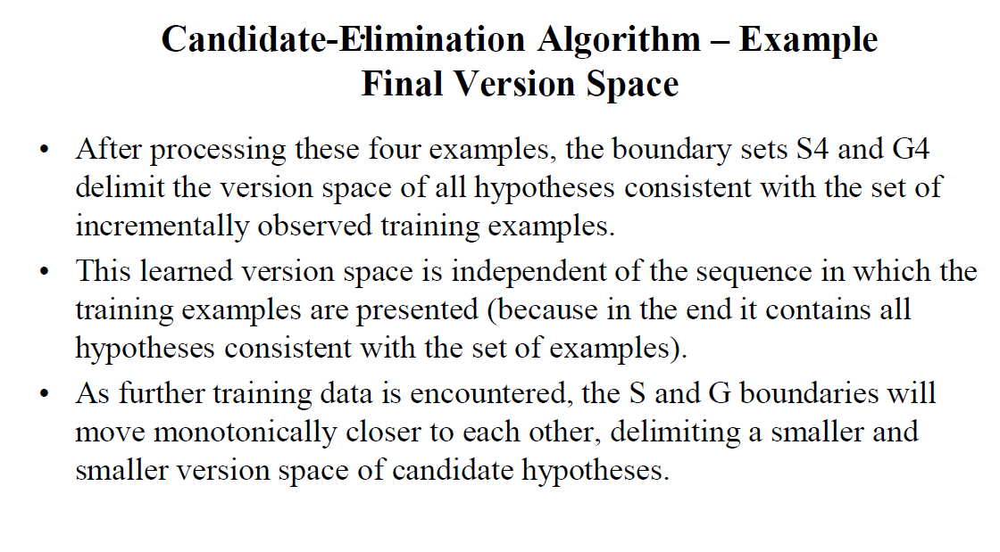 Candidate-Elimination Algorithm – Example
Final Version Space
• After processing these four examples, the boundary sets S4 and G4
delimit the version space of all hypotheses consistent with the set of
incrementally observed training examples.
• This learned version space is independent of the sequence in which the
training examples are presented (because in the end it contains all
hypotheses consistent with the set of examples).
• As further training data is encountered, the S and G boundaries will
move monotonically closer to each other, delimiting a smaller and
smaller version space of candidate hypotheses.